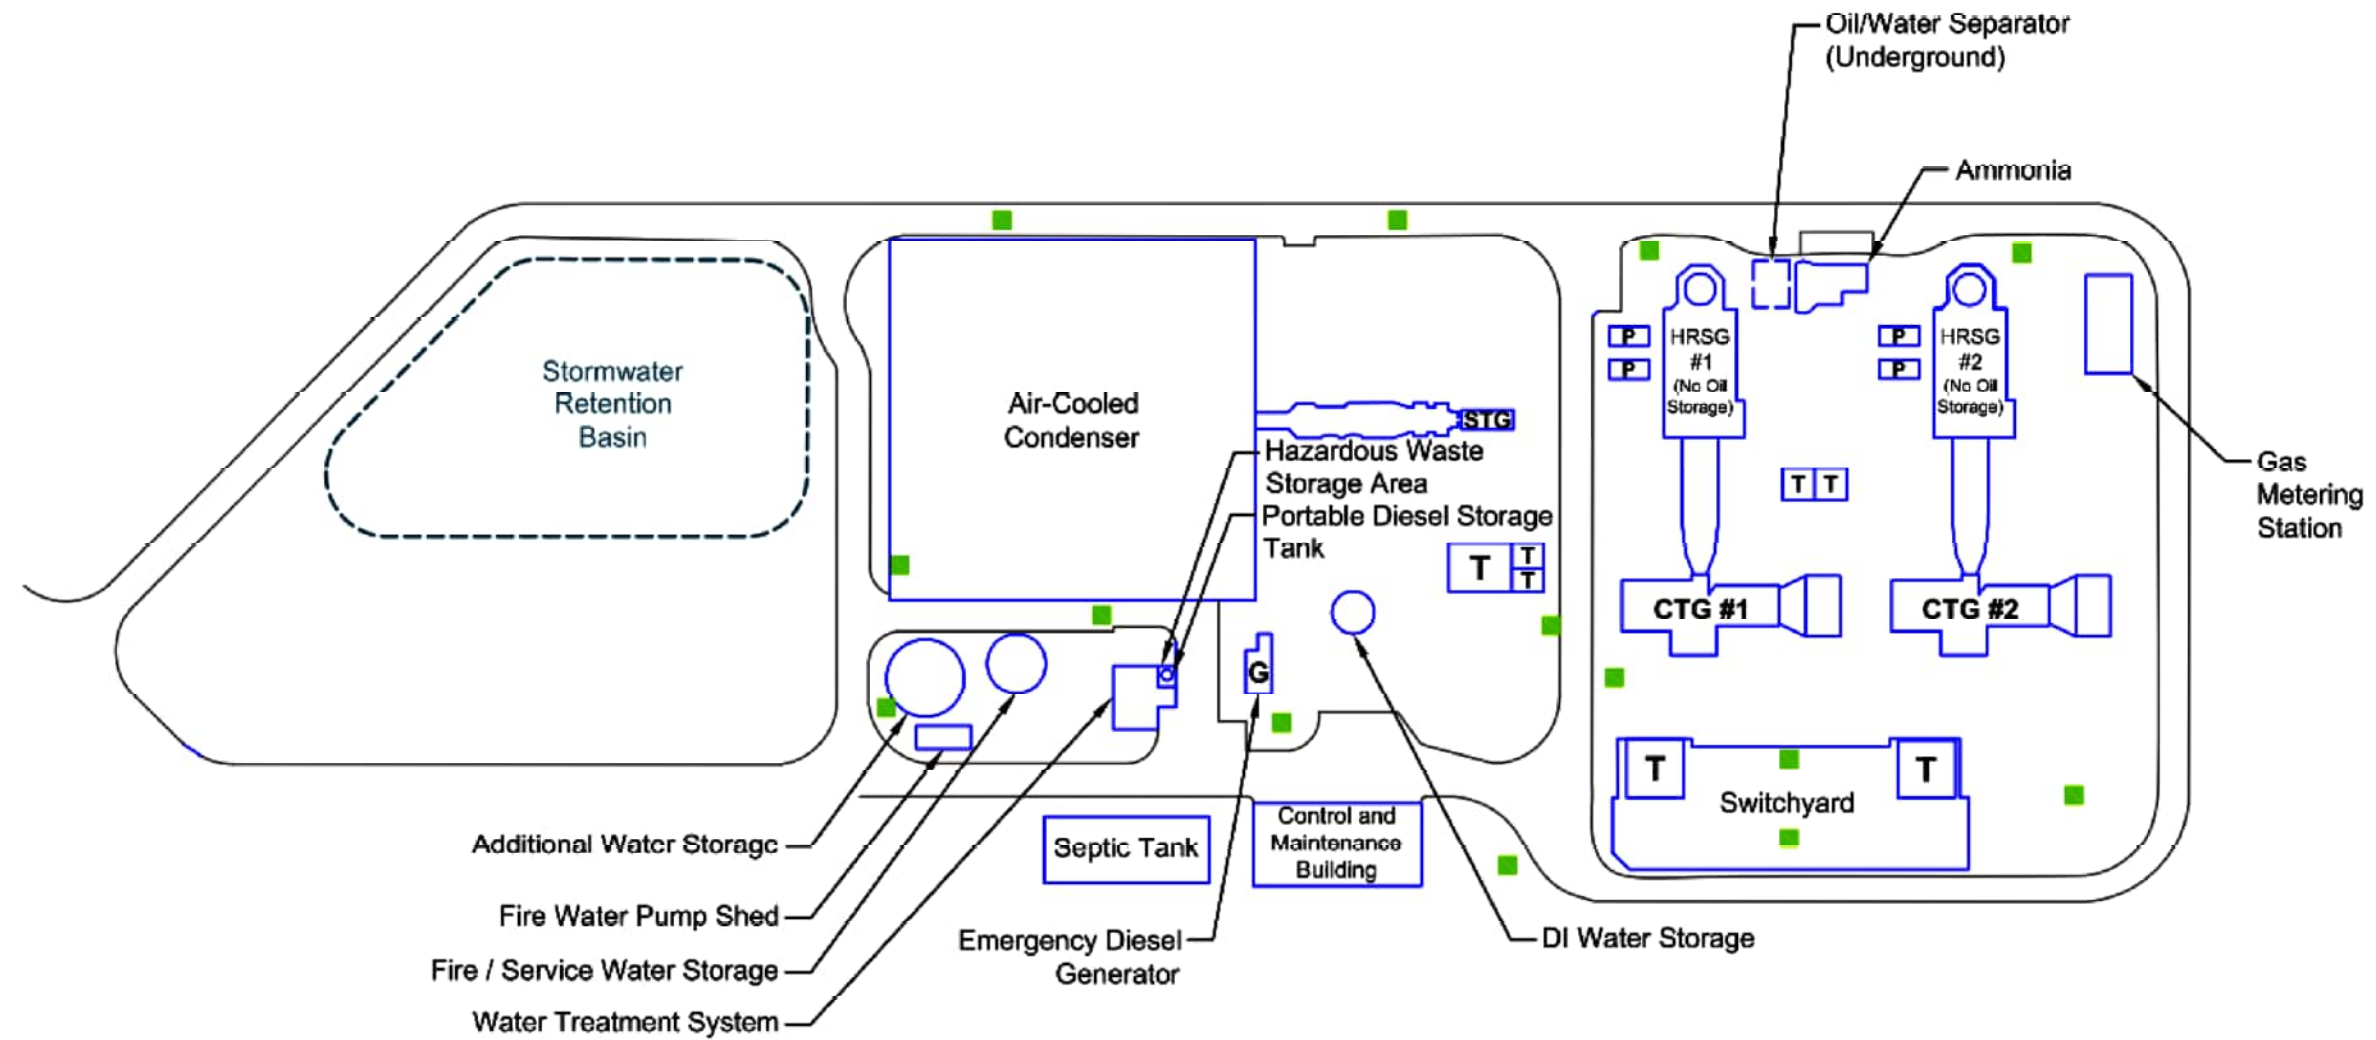 Oil/Water Separator
(Underground)
Ammonia
Stormwater
Retention
Basin
Air-Cooled
Condenser
STG
Hazardous Waste
Storage Area
Portable Diesel Storage
Tank
T
T
T
G
P
P
HRSG
#1
(No Oil
Storage)
P
P
HRSG
#2
(No Oil
Storage)
T T
Gas
Metering
Station
CTG #1
CTG #2
T
T
Switchyard
Septic Tank
Control and
Maintenance
Building
Additional Water Storage
Fire Water Pump Shed
Fire / Service Water Storage
Water Treatment System
Emergency Diesel
Generator
DI Water Storage